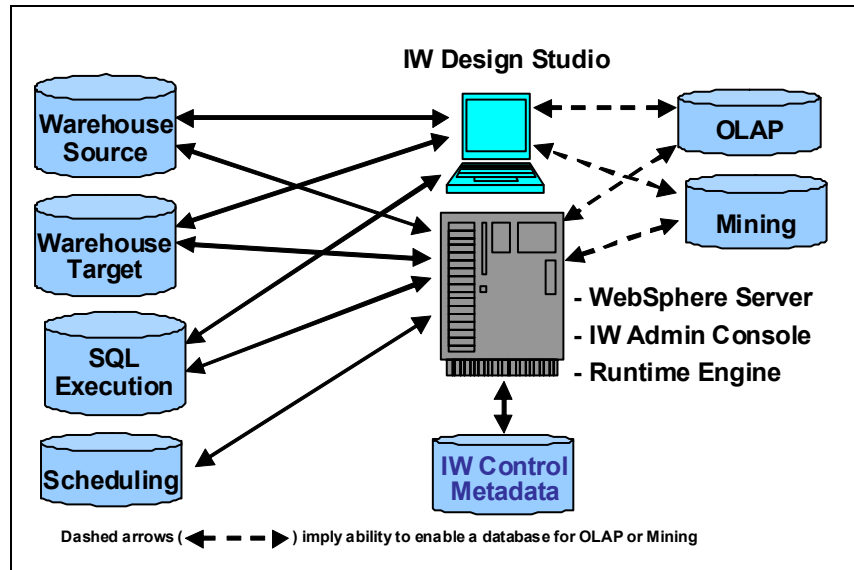 IW Design Studio
Warehouse
Source
OLAP
Mining
Warehouse
Target
- WebSphere Server
- IW Admin Console
- Runtime Engine
SQL
Execution
Scheduling
IW Control
Metadata
Dashed arrows ( ) imply ability to enable a database for OLAP or Mining